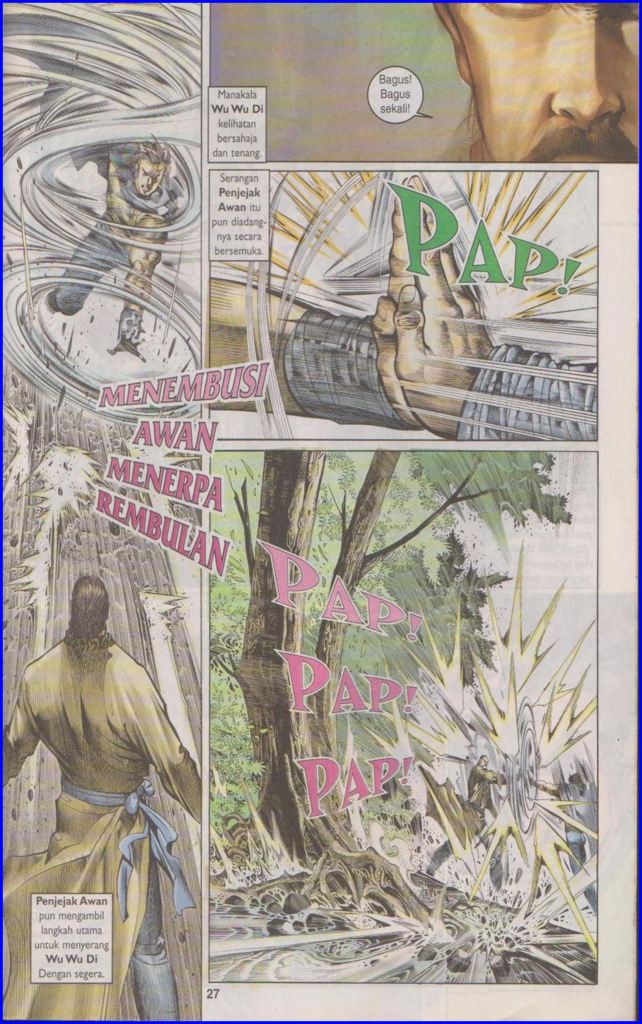 Manakala
Wu Wu Di
kelihatan
bersahaja
dan tenang.
Bagus!
Bagus
sekali!
Serangan
Penjejak
Awan itu
pun diadang-
nya secara
bersemuka.
PAP!
MENEMBUSI
AWAN
MENERPA
REMBULAN
PAP!
PAP!
PAP!
Penjejak Awan
pun mengambil
langkah utama
untuk menyerang
Wu Wu Di
Dengan segera.
27